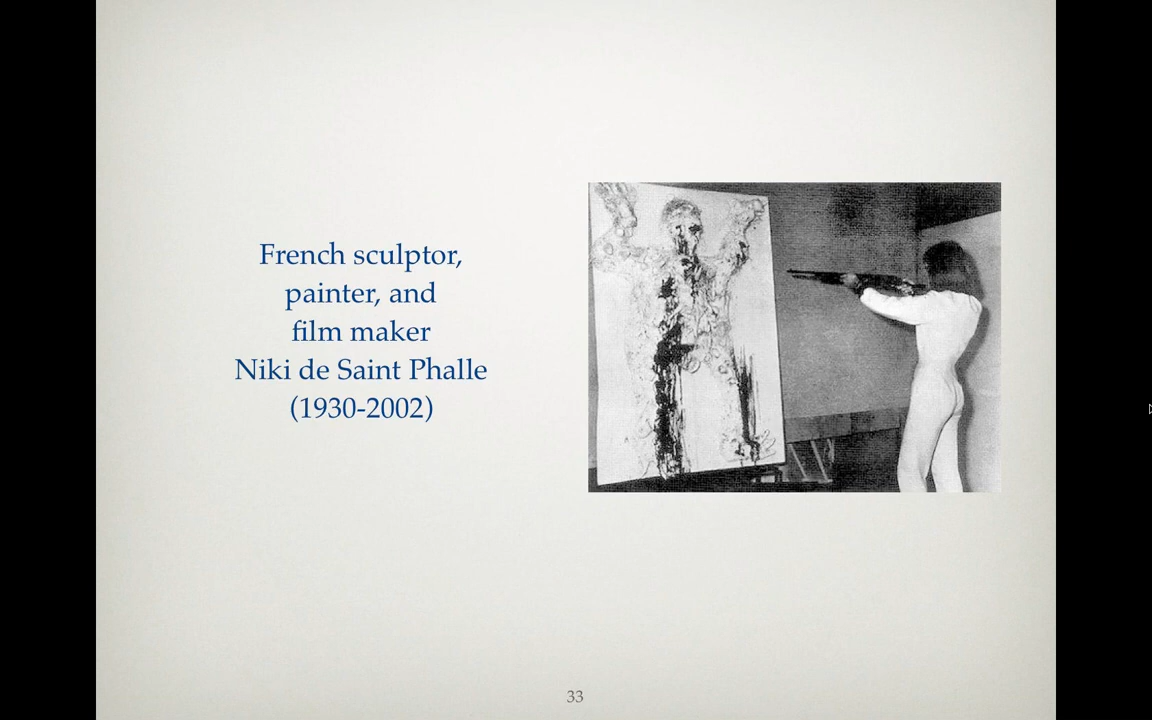 French sculptor,
painter, and
film maker
Niki de Saint Phalle
(1930-2002)
33